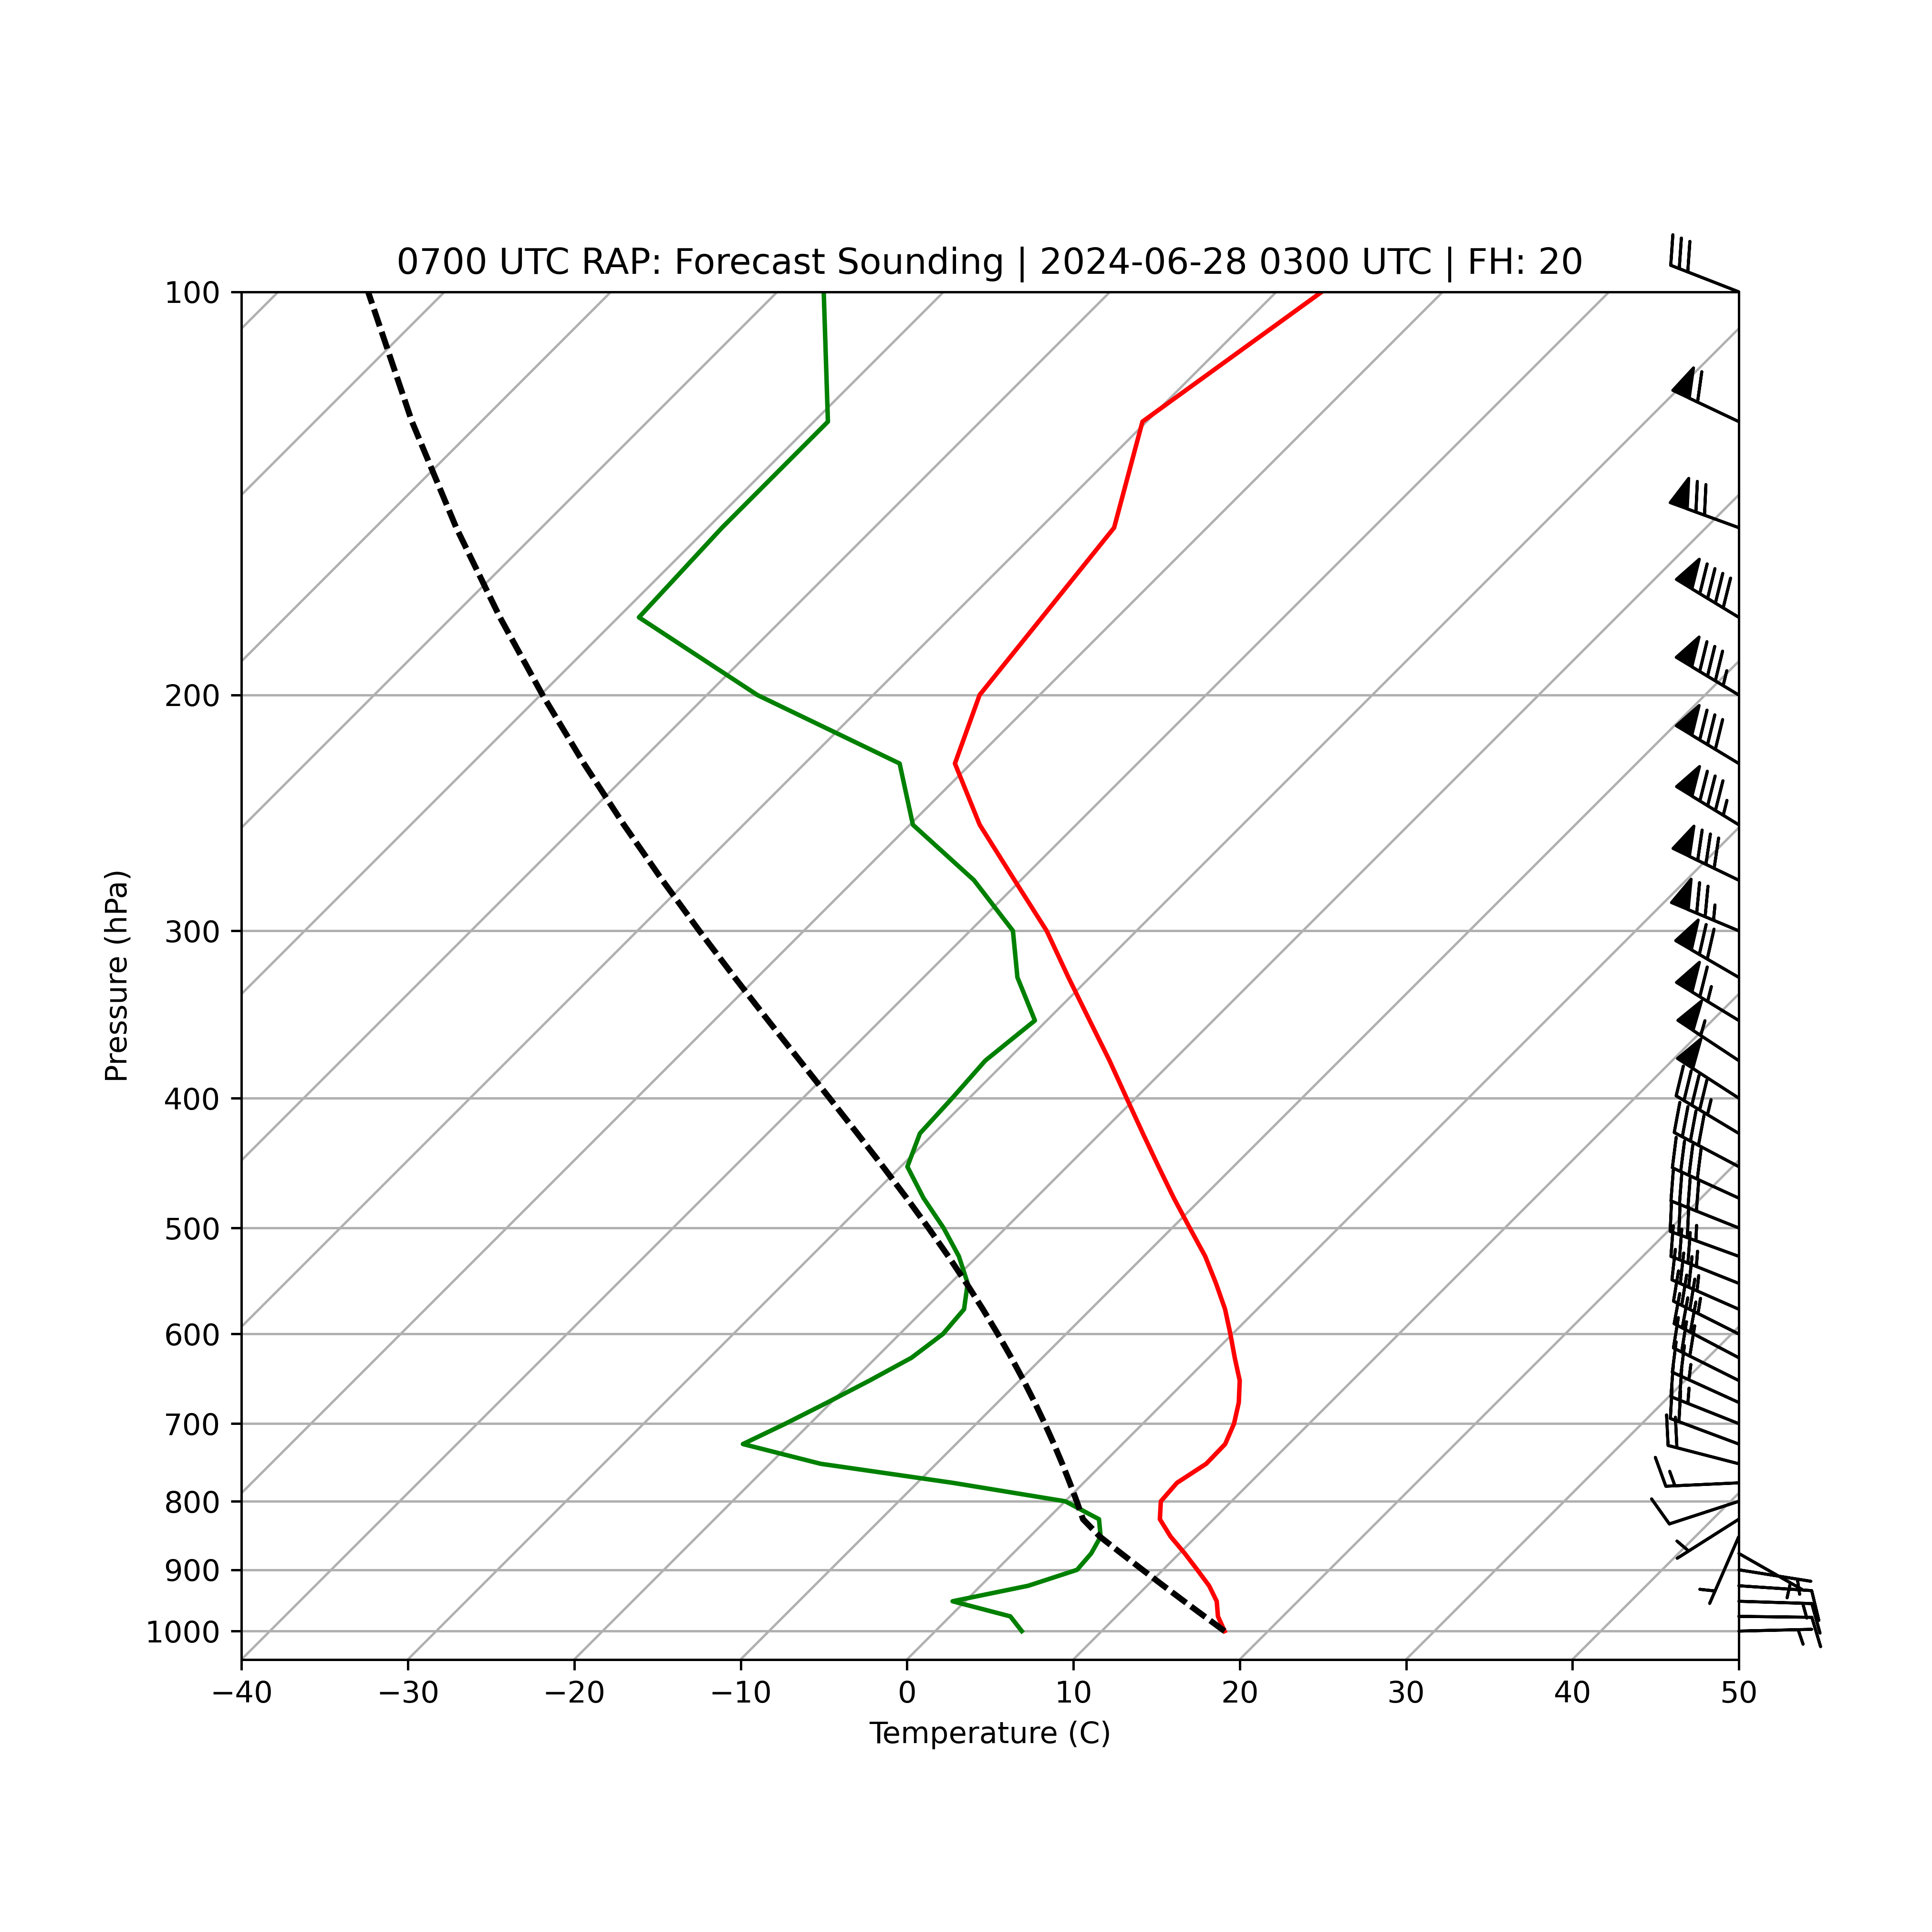 0700 UTC RAP: Forecast Sounding | 2024-06-28 0300 UTC | FH: 20
100
200
300
400
500
600
700
800
900
1000
Pressure (hPa)
−40 −30 −20 −10 0 10 20 30 40 50
Temperature (C)